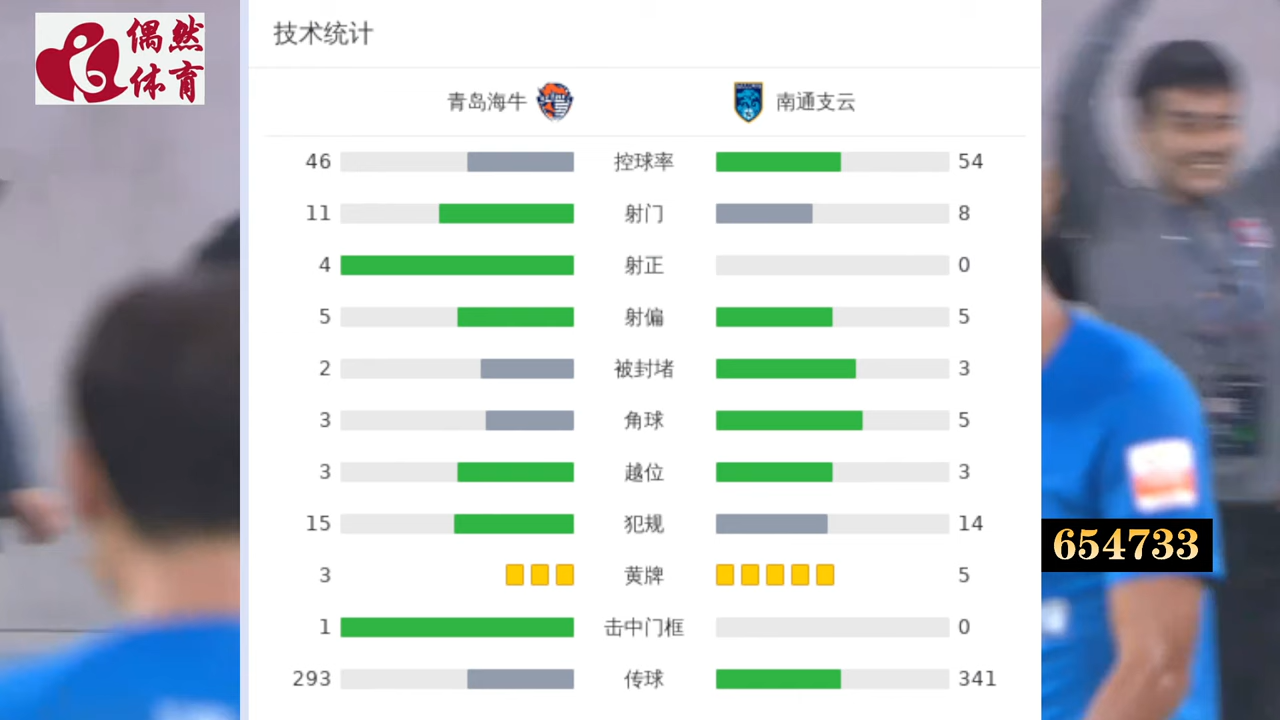 偶然
体育
技术统计
青岛海牛 南通支云
46 控球率 54
11 射门 8
4 射正 0
5 射偏 5
2 被封堵 3
3 角球 5
3 越位 3
15 犯规 14
654733
3 黄牌 5
1 击中门框 0
293 传球 341